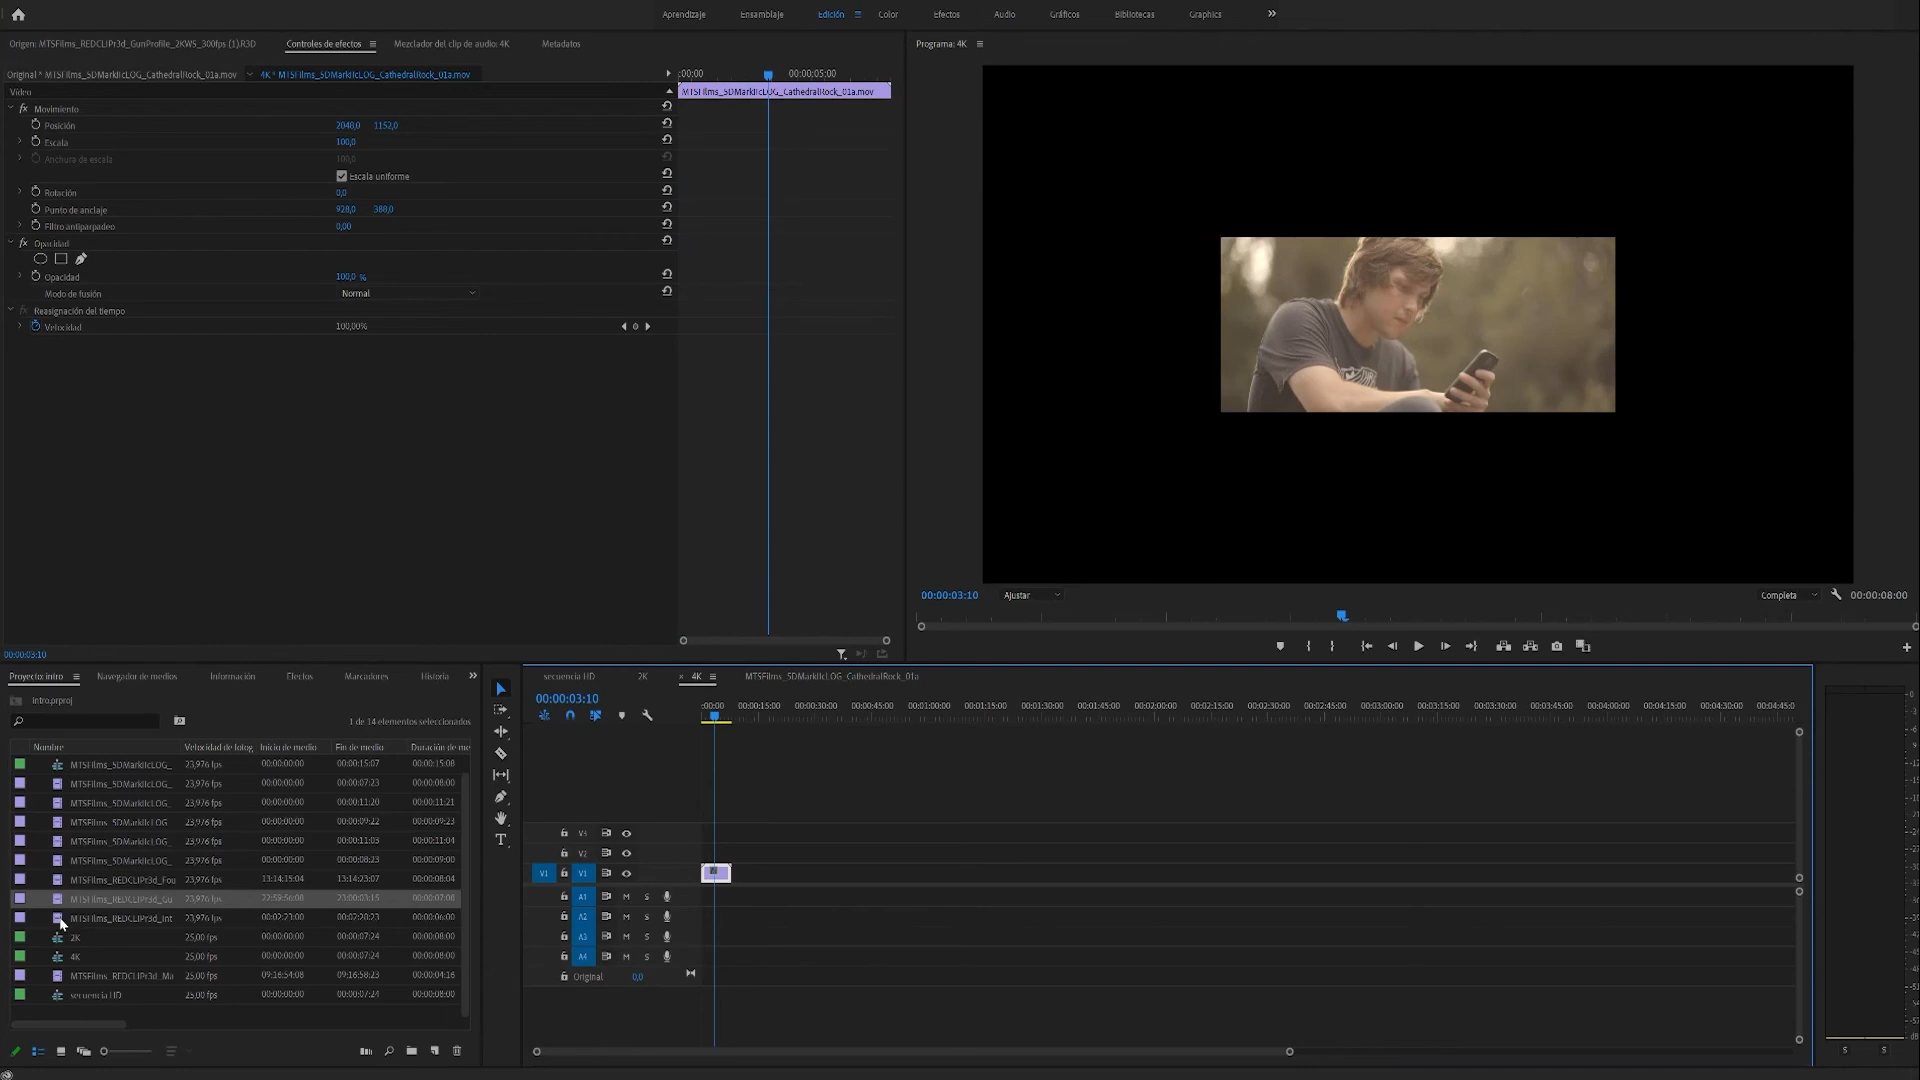 Aprendizaje Ensamblaje Edición Color Efectos Audio Gráficos Bibliotecas Graphics
Origen: MTSFilms_REDCLIPr3d_GunProfile_2KWS_300fps (1).R3D Controles de efectos Mezclador del clip de audio: 4K Metadatos
Programa: 4K
Original * MTSFilms_5DMarkIIcLOG_CathedralRock_01a.mov 4K * MTSFilms_5DMarkIIcLOG_CathedralRock_01a.mov
:00:00 00:00:05:00
Vídeo
MTSFilms_5DMarkIIcLOG_CathedralRock_01a.mov
fx Movimiento
Posición 2048,0 1152,0
Escala 100,0
Anchura de escala 100,0
Escala uniforme
Rotación 0,0
Punto de anclaje 928,0 388,0
Filtro antiparpadeo 0,00
fx Opacidad
Opacidad 100,0 %
Modo de fusión Normal
fx Reasignación del tiempo
Velocidad 100,00%
00:00:03:10
00:00:03:10 Ajustar Completa 00:00:08:00
Proyecto: intro Navegador de medios Información Efectos Marcadores Historia
Intro.prproj
1 de 14 elementos seleccionados
Nombre Velocidad de fotog Inicio de medio Fin de medio Duración de me
MTSFilms_5DMarkIIcLOG_ 23,976 fps 00:00:00:00 00:00:15:07 00:00:15:08
MTSFilms_5DMarkIIcLOG_ 23,976 fps 00:00:00:00 00:00:07:23 00:00:08:00
MTSFilms_5DMarkIIcLOG_ 23,976 fps 00:00:00:00 00:00:11:20 00:00:11:21
MTSFilms_5DMarkIIcLOG 23,976 fps 00:00:00:00 00:00:09:22 00:00:09:23
MTSFilms_5DMarkIIcLOG_ 23,976 fps 00:00:00:00 00:00:11:03 00:00:11:04
MTSFilms_5DMarkIIcLOG_ 23,976 fps 00:00:00:00 00:00:08:23 00:00:09:00
MTSFilms_REDCLIPr3d_Fou 23,976 fps 13:14:15:04 13:14:23:07 00:00:08:04
MTSFilms_REDCLIPr3d_Gu 23,976 fps 22:59:56:08 23:00:03:15 00:00:07:08
MTSFilms_REDCLIPr3d_Int 23,976 fps 00:02:23:00 00:02:28:23 00:00:06:00
2K 25,00 fps 00:00:00:00 00:00:07:24 00:00:08:00
4K 25,00 fps 00:00:00:00 00:00:07:24 00:00:08:00
MTSFilms_REDCLIPr3d_Ma 25,00 fps 09:16:54:08 09:16:58:23 00:00:04:16
secuencia HD 25,00 fps 00:00:00:00 00:00:07:24 00:00:08:00
secuencia HD 2K × 4K MTSFilms_5DMarkIIcLOG_CathedralRock_01a
00:00:03:10
:00:00 00:00:15:00 00:00:30:00 00:00:45:00 00:01:00:00 00:01:15:00 00:01:30:00 00:01:45:00 00:02:00:00 00:02:15:00 00:02:30:00 00:02:45:00 00:03:00:00 00:03:15:00 00:03:30:00 00:03:45:00 00:04:00:00 00:04:15:00 00:04:30:00 00:04:45:0
T
V3
V2
V1 V1
A1 M S
A2 M S
A3 M S
A4 M S
Original 0,0
S S